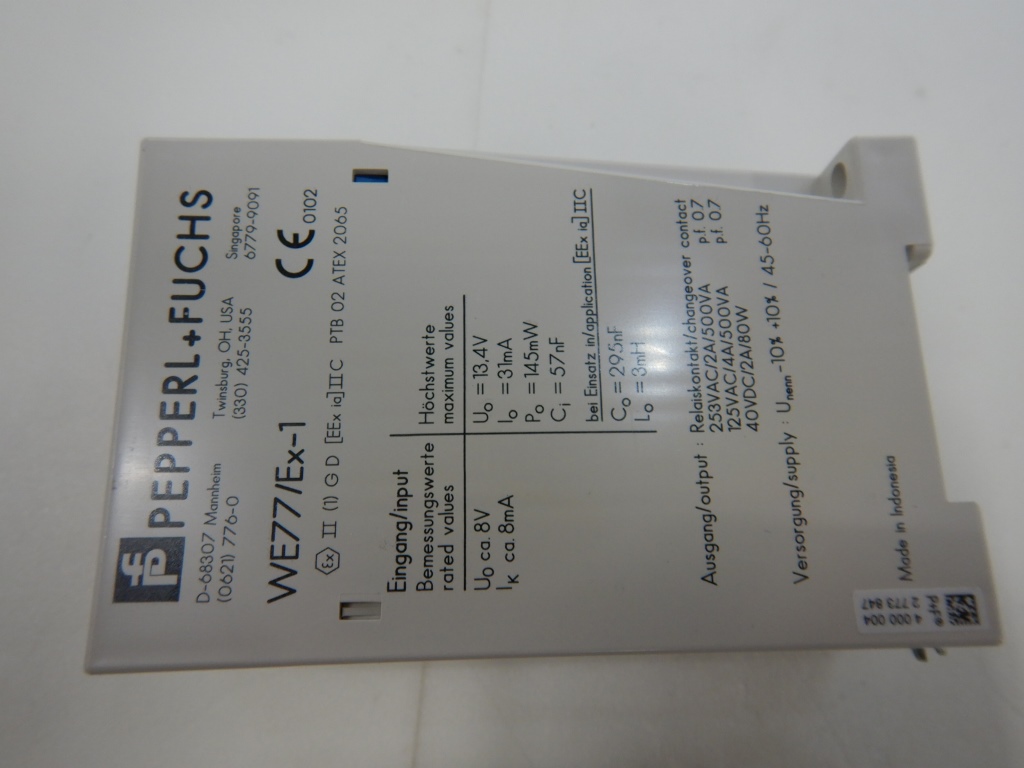 PEPPERL+FUCHS
D-68307 Mannheim
(0621) 776-0
Twinsburg, OH, USA
(330) 425-3555
Singapore
6779-9091
WE77/Ex-1
CE 0102
Ex II (1) G D [EEx ia]IIC PTB 02 ATEX 2065
Eingang/input
Bemessungswerte
rated values
Höchstwerte
maximum values
U₀ ca. 8V
Iₖ ca. 8mA
U₀ = 13,4V
I₀ = 31mA
P₀ = 145mW
Cᵢ = 57nF
bei Einsatz in/application [EEx ia] IIC
C₀ = 295nF
L₀ = 3mH
Ausgang/output : Relaiskontakt/changeover contact
253VAC/2A/500VA p.f. 0.7
125VAC/4A/500VA p.f. 0.7
40VDC/2A/80W
Versorgung/supply : Uₙₑₙₙ -10% +10% / 45-60Hz
Made in Indonesia
p+f®
4 000 004
2 773 847